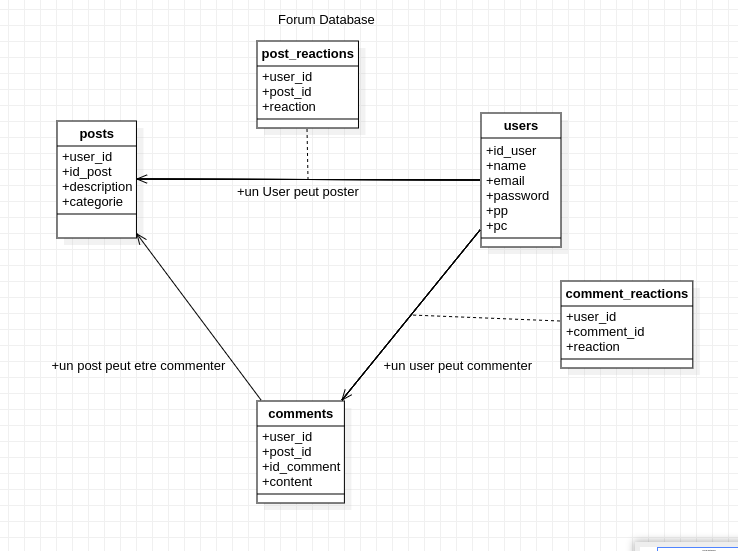 Forum Database
post_reactions
+user_id
+post_id
+reaction
posts
+user_id
+id_post
+description
+categorie
users
+id_user
+name
+email
+password
+pp
+pc
+un User peut poster
comment_reactions
+user_id
+comment_id
+reaction
+un post peut etre commenter
+un user peut commenter
comments
+user_id
+post_id
+id_comment
+content